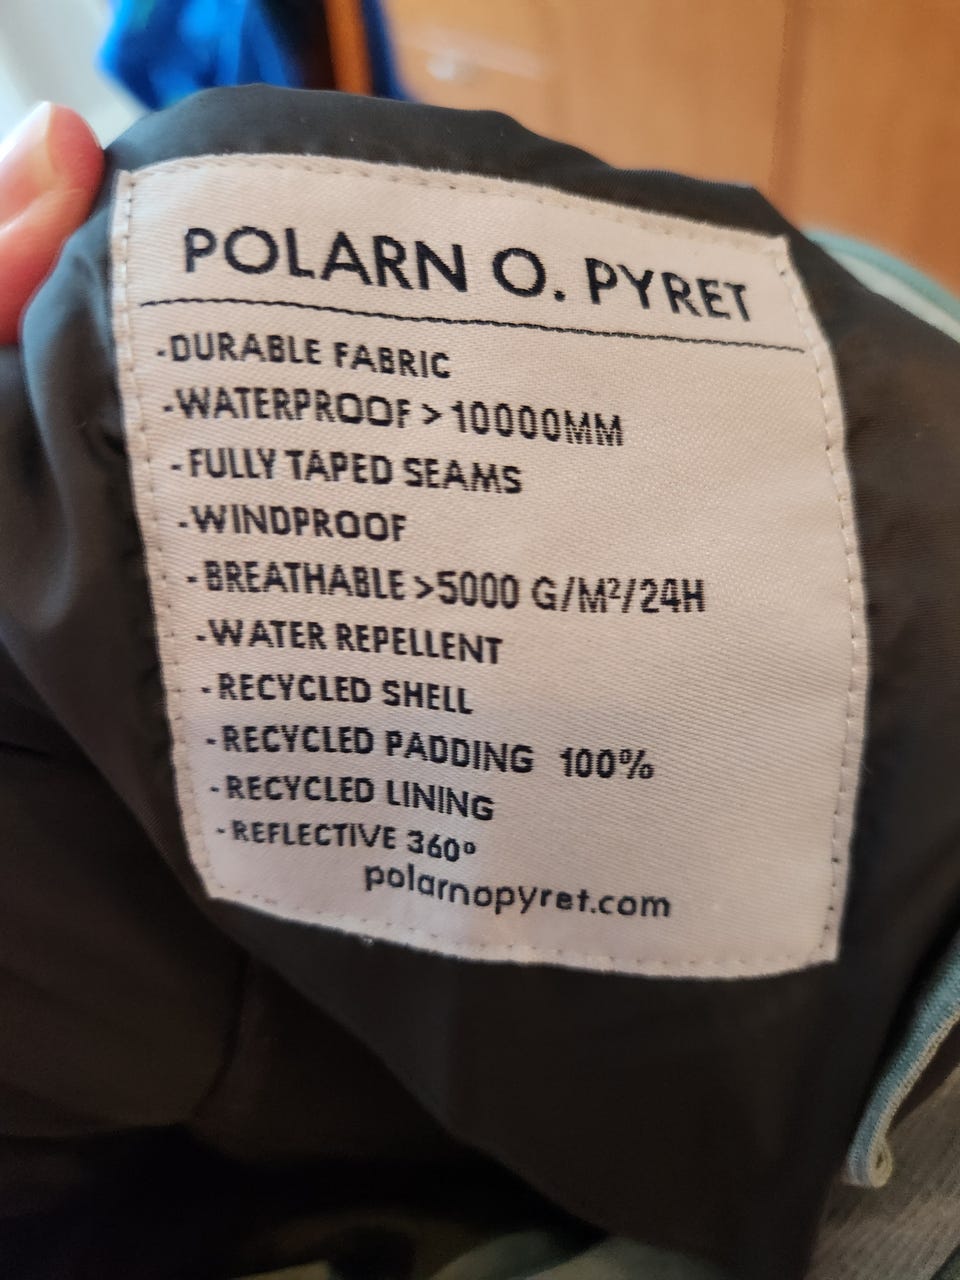 POLARN O. PYRET
-DURABLE FABRIC
-WATERPROOF > 10000MM
-FULLY TAPED SEAMS
-WINDPROOF
-BREATHABLE >5000 G/M²/24H
-WATER REPELLENT
-RECYCLED SHELL
-RECYCLED PADDING 100%
-RECYCLED LINING
-REFLECTIVE 360°
polarnopyret.com